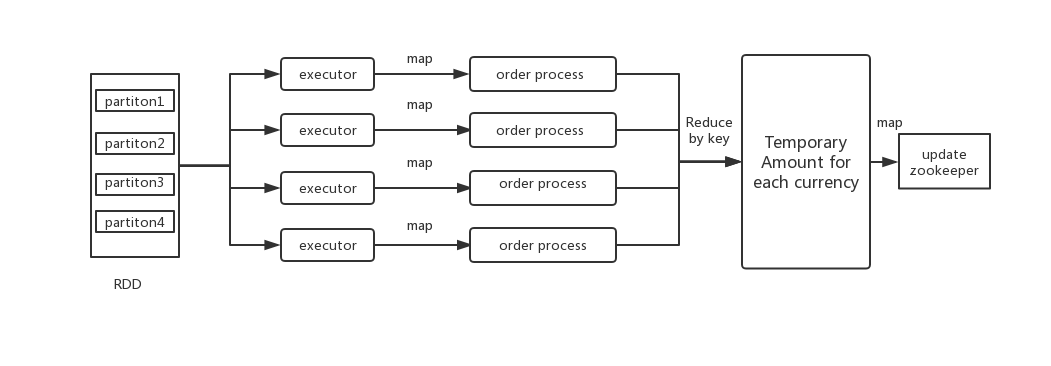 partiton1
partiton2
partiton3
partiton4
RDD
executor
map
order process
executor
map
order process
executor
map
order process
executor
map
order process
Reduce
by key
Temporary
Amount for
each currency
map
update
zookeeper